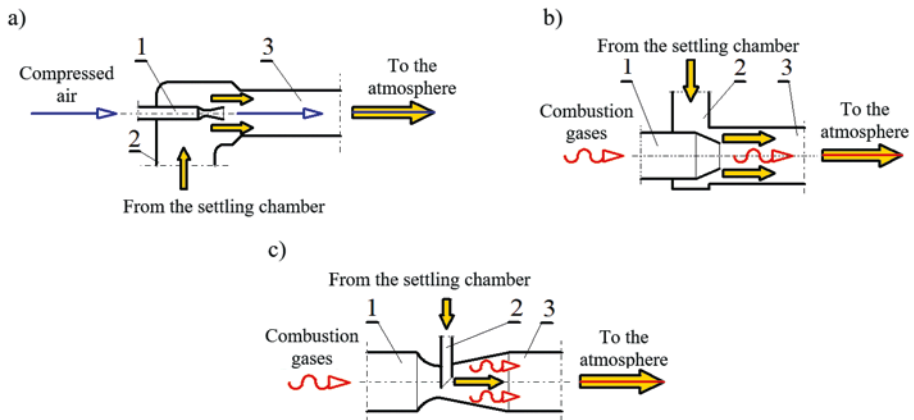 a)
1
3
Compressed
air
To the
atmosphere
2
From the settling chamber
b)
From the settling chamber
1
2
3
Combustion
gases
To the
atmosphere
c)
From the settling chamber
1
2
3
Combustion
gases
To the
atmosphere